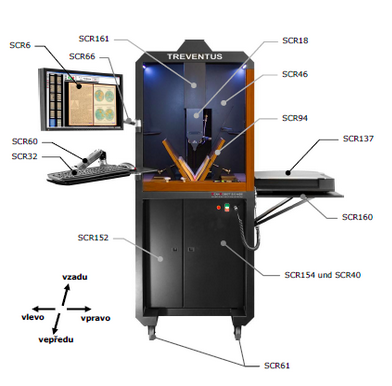 SCR161
SCR18
SCR6
SCR66
TREVENTUS
SCR46
SCR94
SCR137
SCR60
SCR32
SCR160
SCR152
SCR154 und SCR40
vzadu
vlevo
vpravo
vepředu
SCR61